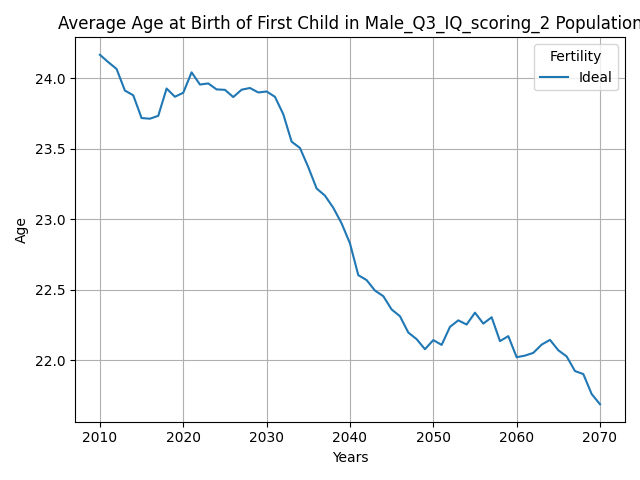 Average Age at Birth of First Child in Male_Q3_IQ_scoring_2 Population
Fertility
Ideal
24.0
23.5
23.0
22.5
22.0
Age
2010 2020 2030 2040 2050 2060 2070
Years